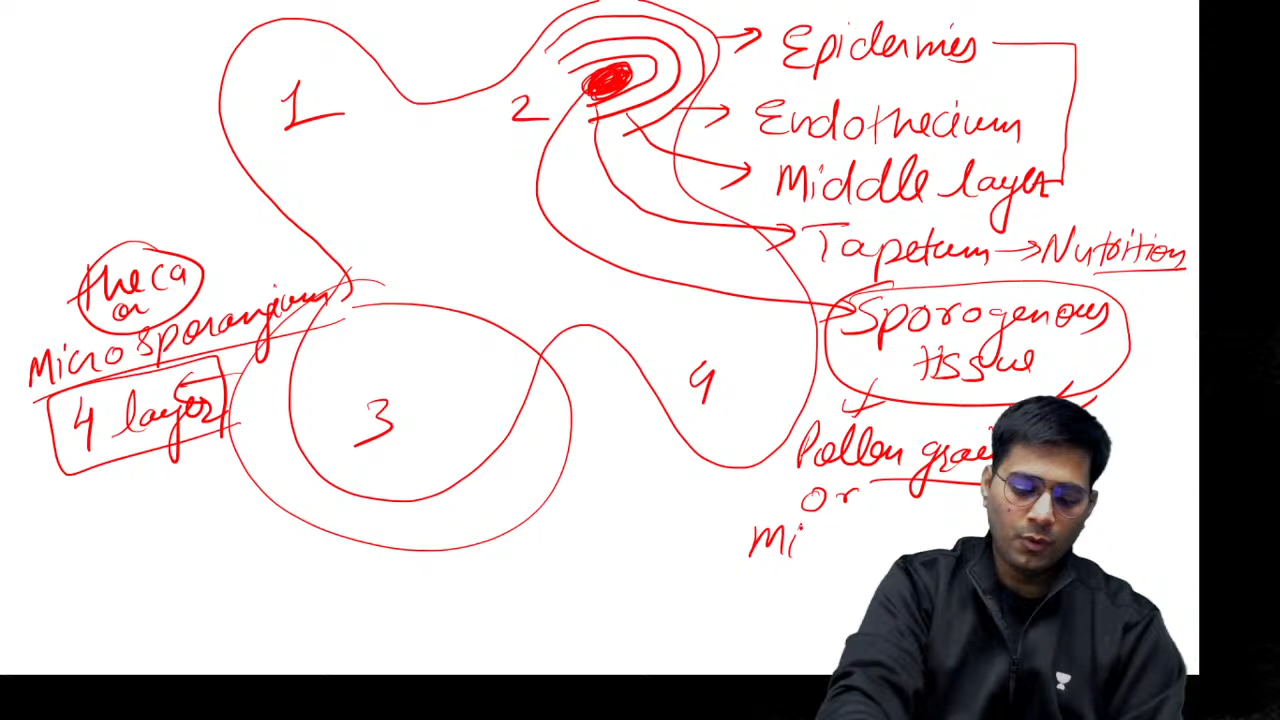 1
2
Epidermis
Endothecium
Middle layer
Tapetum → Nutrition
Sporogenous
tissue
theca
or
Microsporangium
4 layer
3
4
Pollen grai
or
Mi